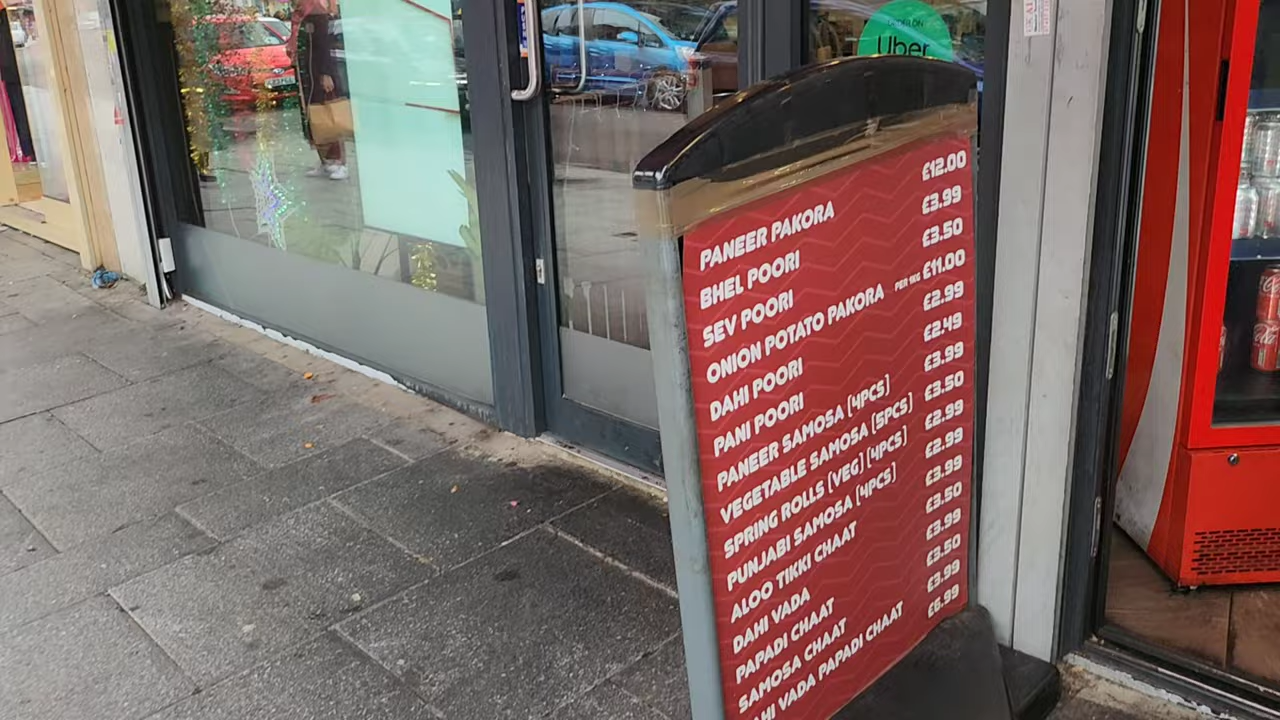 PANEER PAKORA £12.00
BHEL POORI £3.99
SEV POORI £3.50
ONION POTATO PAKORA PER 1KG £11.00
DAHI POORI £2.99
PANI POORI £2.49
PANEER SAMOSA (4PCS) £3.99
VEGETABLE SAMOSA (5PCS) £3.50
SPRING ROLLS (VEG) (4PCS) £2.99
PUNJABI SAMOSA (4PCS) £2.99
ALOO TIKKI CHAAT £3.99
DAHI VADA £3.50
PAPADI CHAAT £3.99
SAMOSA CHAAT £3.50
AHI VADA PAPADI CHAAT £3.99
£6.99
Uber